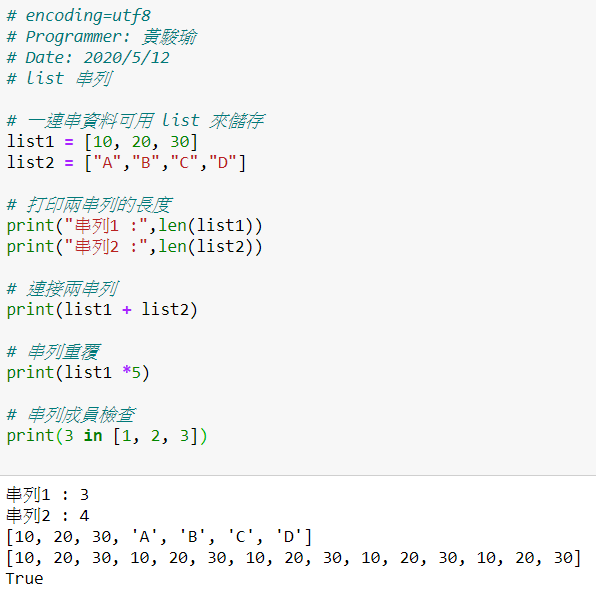 # encoding=utf8
# Programmer: 黃駿瑜
# Date: 2020/5/12
# list 串列
# 一連串資料可用 list 來儲存
list1 = [10, 20, 30]
list2 = ["A","B","C","D"]
# 打印兩串列的長度
print("串列1 :",len(list1))
print("串列2 :",len(list2))
# 連接兩串列
print(list1 + list2)
# 串列重覆
print(list1 *5)
# 串列成員檢查
print(3 in [1, 2, 3])
串列1 : 3
串列2 : 4
[10, 20, 30, 'A', 'B', 'C', 'D']
[10, 20, 30, 10, 20, 30, 10, 20, 30, 10, 20, 30, 10, 20, 30]
True